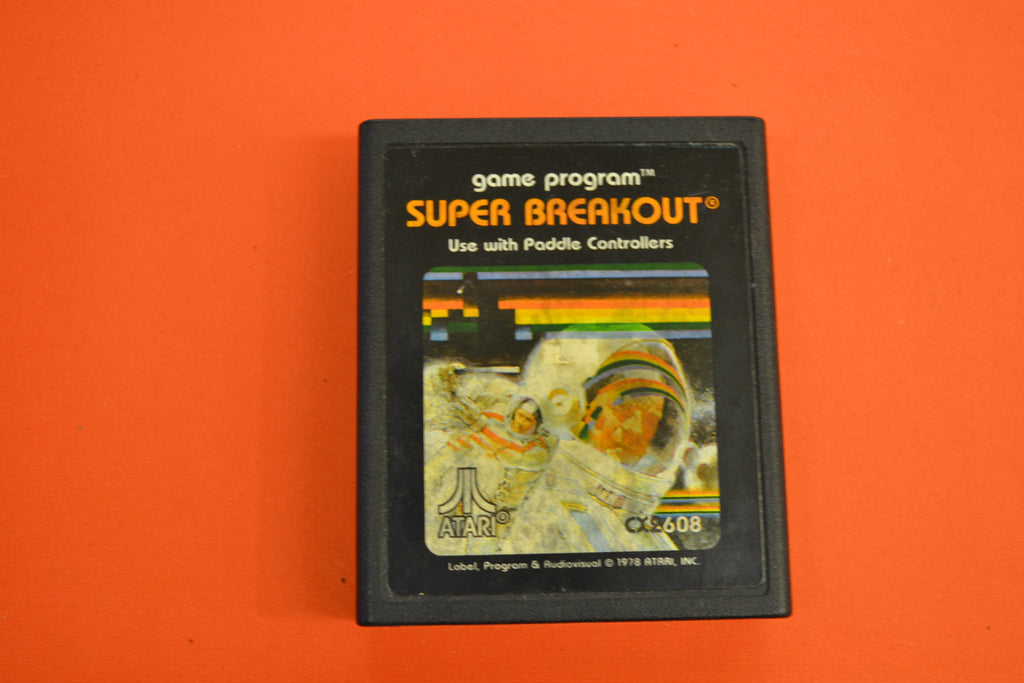 game program™
SUPER BREAKOUT®
Use with Paddle Controllers
ATARI®
CX2608
Label, Program & Audiovisual © 1978 ATARI, INC.